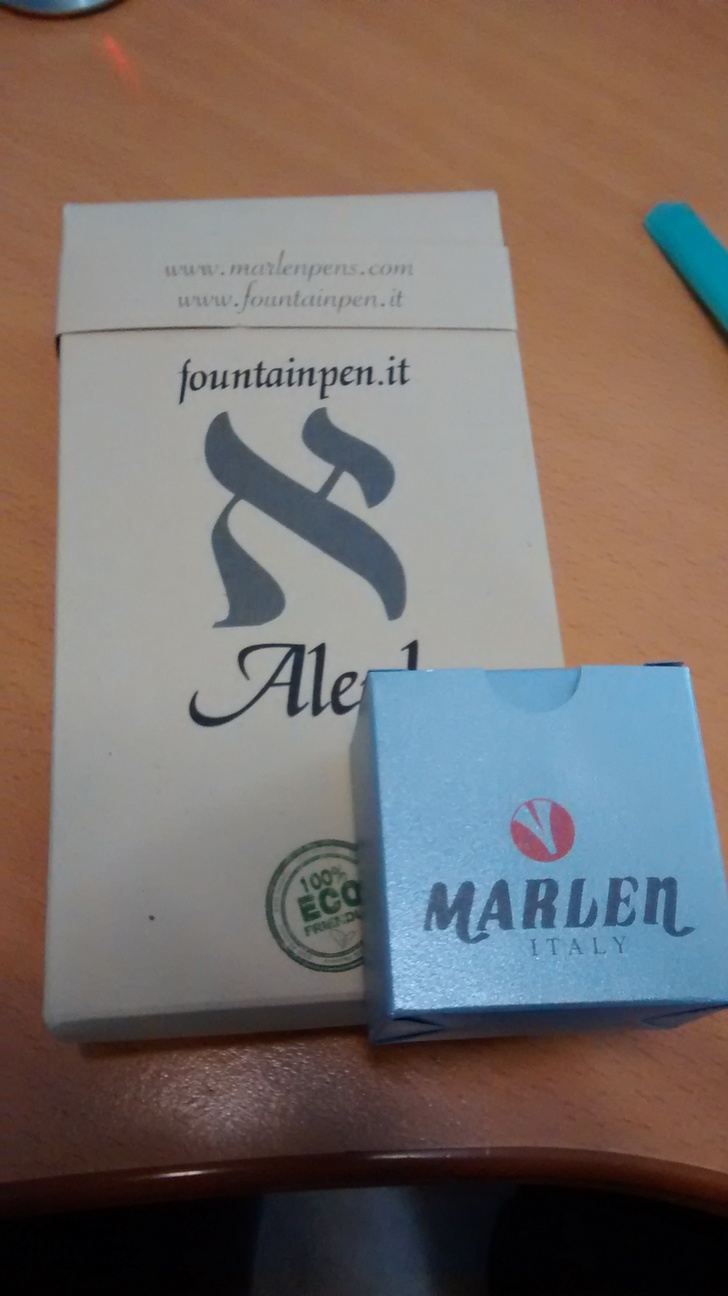 www.marlenpens.com
www.fountainpen.it
fountainpen.it
א
100%
ECO
MARLEN
ITALY